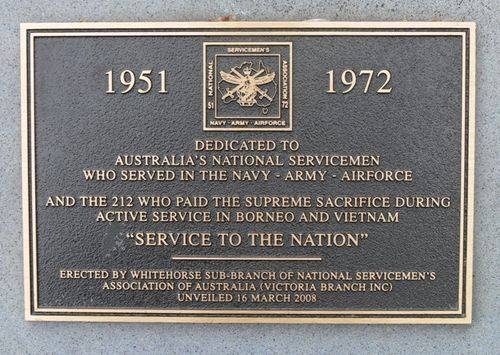 1951
1972
NATIONAL
SERVICEMEN'S
ASSOCIATION
51
72
NAVY - ARMY - AIRFORCE
DEDICATED TO
AUSTRALIA'S NATIONAL SERVICEMEN
WHO SERVED IN THE NAVY - ARMY - AIRFORCE
AND THE 212 WHO PAID THE SUPREME SACRIFICE DURING
ACTIVE SERVICE IN BORNEO AND VIETNAM
"SERVICE TO THE NATION"
ERECTED BY WHITEHORSE SUB-BRANCH OF NATIONAL SERVICEMEN'S
ASSOCIATION OF AUSTRALIA (VICTORIA BRANCH INC)
UNVEILED 16 MARCH 2008